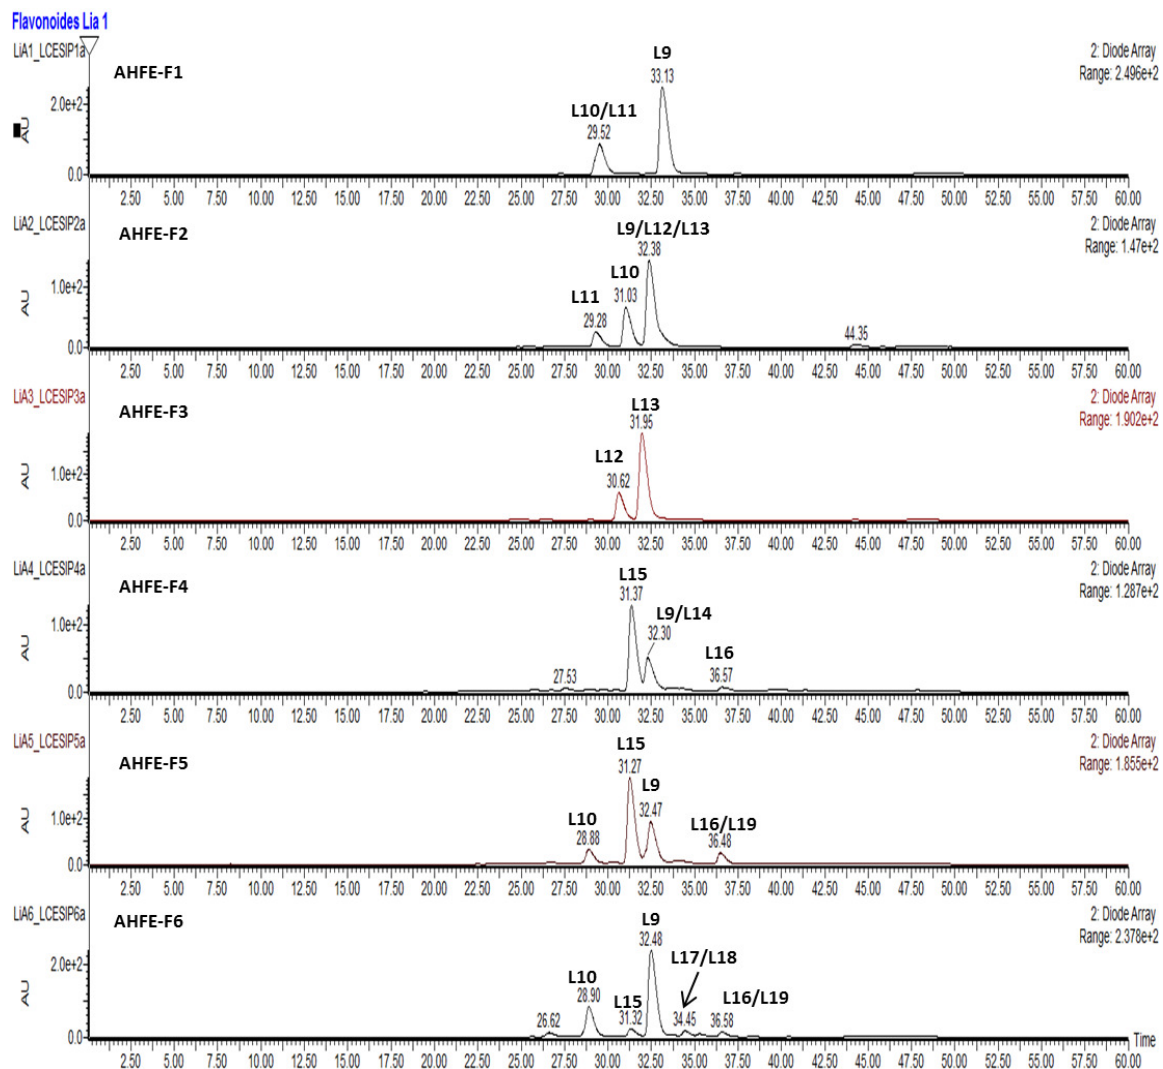 Flavonoides Lia 1
LiA1_LCESIP1a
2: Diode Array
Range: 2.496e+2
AHFE-F1
L9
33.13
L10/L11
29.52
2.0e+2
AU
0.0
2.50 5.00 7.50 10.00 12.50 15.00 17.50 20.00 22.50 25.00 27.50 30.00 32.50 35.00 37.50 40.00 42.50 45.00 47.50 50.00 52.50 55.00 57.50 60.00
LiA2_LCESIP2a
2: Diode Array
Range: 1.47e+2
AHFE-F2
L9/L12/L13
32.38
L10
31.03
L11
29.28
44.35
1.0e+2
AU
0.0
2.50 5.00 7.50 10.00 12.50 15.00 17.50 20.00 22.50 25.00 27.50 30.00 32.50 35.00 37.50 40.00 42.50 45.00 47.50 50.00 52.50 55.00 57.50 60.00
LiA3_LCESIP3a
2: Diode Array
Range: 1.902e+2
AHFE-F3
L13
31.95
L12
30.62
1.0e+2
AU
0.0
2.50 5.00 7.50 10.00 12.50 15.00 17.50 20.00 22.50 25.00 27.50 30.00 32.50 35.00 37.50 40.00 42.50 45.00 47.50 50.00 52.50 55.00 57.50 60.00
LiA4_LCESIP4a
2: Diode Array
Range: 1.287e+2
AHFE-F4
L15
31.37
L9/L14
32.30
L16
36.57
27.53
1.0e+2
AU
0.0
2.50 5.00 7.50 10.00 12.50 15.00 17.50 20.00 22.50 25.00 27.50 30.00 32.50 35.00 37.50 40.00 42.50 45.00 47.50 50.00 52.50 55.00 57.50 60.00
LiA5_LCESIP5a
2: Diode Array
Range: 1.855e+2
AHFE-F5
L15
31.27
L9
32.47
L10
28.88
L16/L19
36.48
1.0e+2
AU
0.0
2.50 5.00 7.50 10.00 12.50 15.00 17.50 20.00 22.50 25.00 27.50 30.00 32.50 35.00 37.50 40.00 42.50 45.00 47.50 50.00 52.50 55.00 57.50 60.00
LiA6_LCESIP6a
2: Diode Array
Range: 2.378e+2
AHFE-F6
L9
32.48
L17/L18
34.45
L10
28.90
L15
31.32
L16/L19
36.58
26.62
2.0e+2
AU
0.0
Time
2.50 5.00 7.50 10.00 12.50 15.00 17.50 20.00 22.50 25.00 27.50 30.00 32.50 35.00 37.50 40.00 42.50 45.00 47.50 50.00 52.50 55.00 57.50 60.00